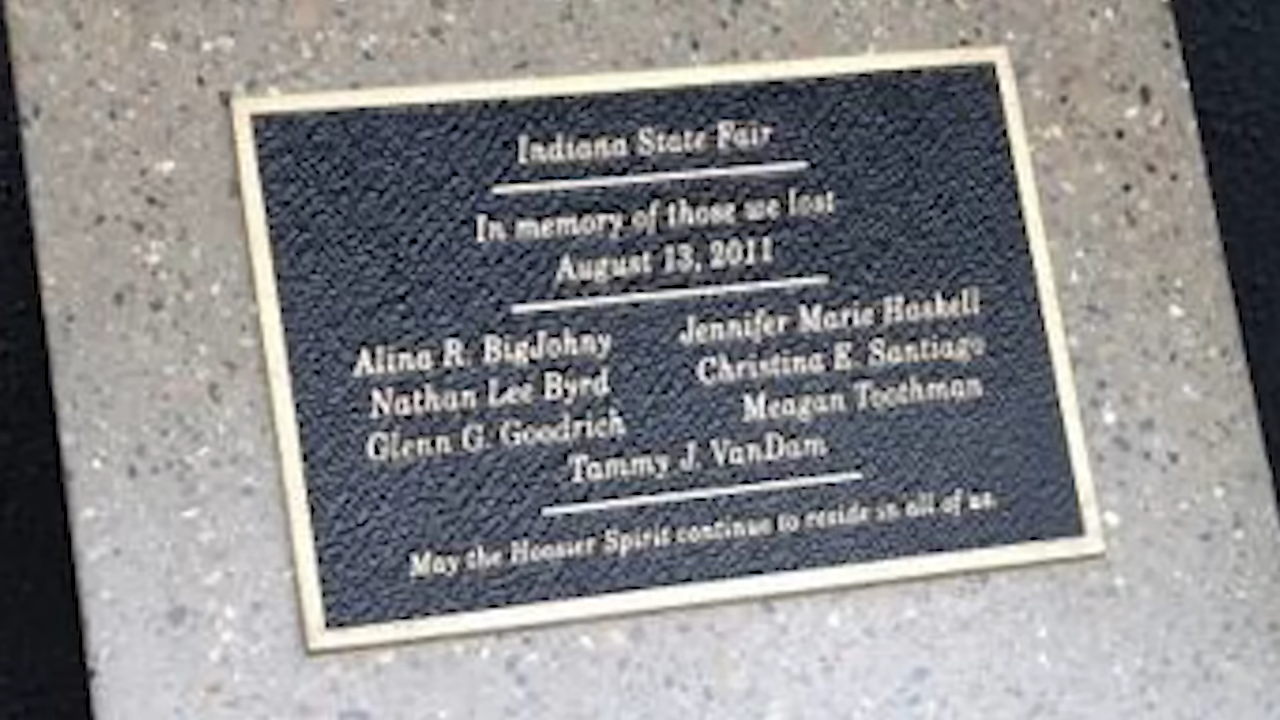 Indiana State Fair
In memory of those we lost
August 13, 2011
Alina R. BigJohny
Nathan Lee Byrd
Glenn G. Goodrich
Jennifer Marie Haskell
Christina E. Santiago
Meagan Toothman
Tammy J. VanDam
May the Hoosier Spirit continue to reside in all of us.